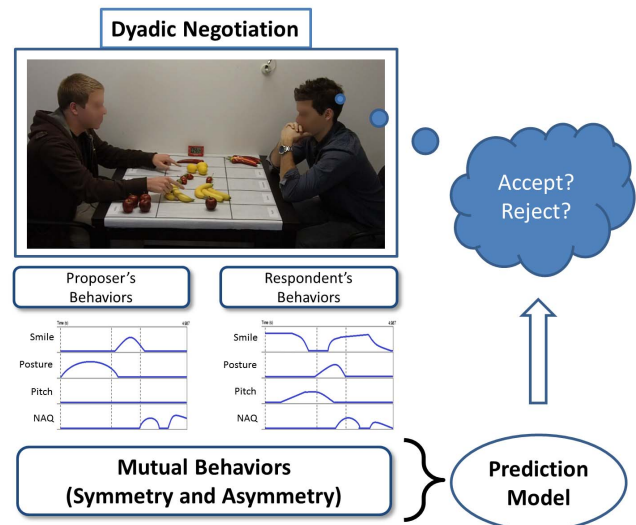 Dyadic Negotiation
Accept?
Reject?
Proposer's
Behaviors
Respondent's
Behaviors
Smile
Posture
Pitch
NAQ
Smile
Posture
Pitch
NAQ
Mutual Behaviors
(Symmetry and Asymmetry)
Prediction
Model